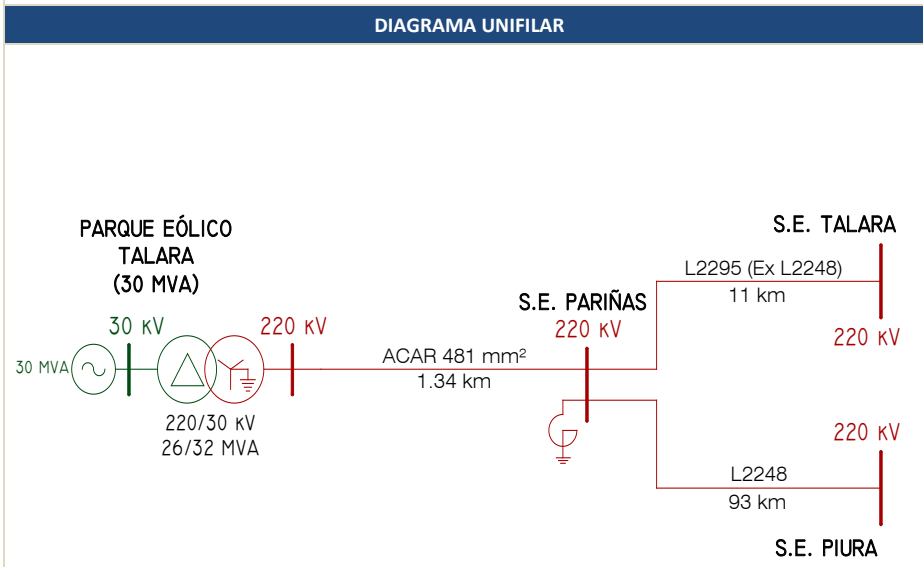 DIAGRAMA UNIFILAR
PARQUE EÓLICO
TALARA
(30 MVA)
30 kV
220 kV
30 MVA
220/30 kV
26/32 MVA
ACAR 481 mm²
1.34 km
S.E. PARIÑAS
220 kV
S.E. TALARA
L2295 (Ex L2248)
11 km
220 kV
220 kV
L2248
93 km
S.E. PIURA